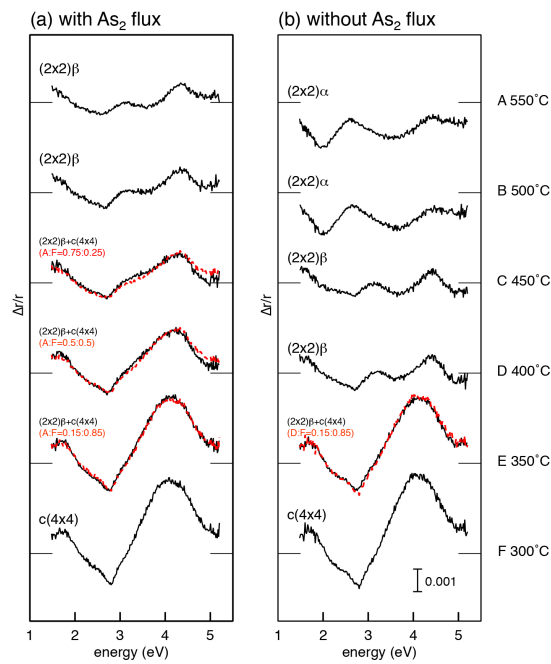 (a) with As2 flux
(b) without As2 flux
(2x2)β
(2x2)α
A 550˚C
(2x2)β
(2x2)α
B 500˚C
(2x2)β+c(4x4)
(A:F=0.75:0.25)
(2x2)β
C 450˚C
Δr/r
Δr/r
(2x2)β+c(4x4)
(A:F=0.5:0.5)
(2x2)β
D 400˚C
(2x2)β+c(4x4)
(A:F=0.15:0.85)
(2x2)β+c(4x4)
(D:F=0.15:0.85)
E 350˚C
c(4x4)
c(4x4)
F 300˚C
0.001
1 2 3 4 5
1 2 3 4 5
energy (eV)
energy (eV)